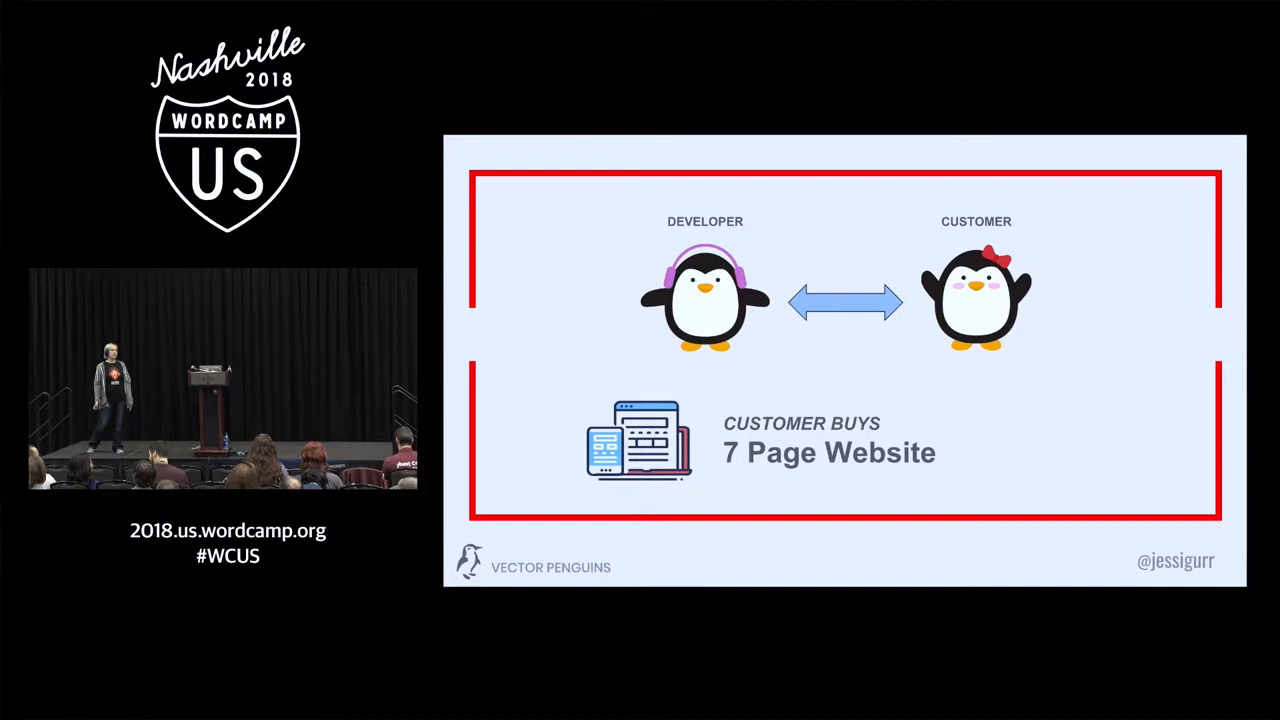 Nashville
2018
WORDCAMP
US
2018.us.wordcamp.org
#WCUS
DEVELOPER
CUSTOMER
CUSTOMER BUYS
7 Page Website
VECTOR PENGUINS
@jessigurr